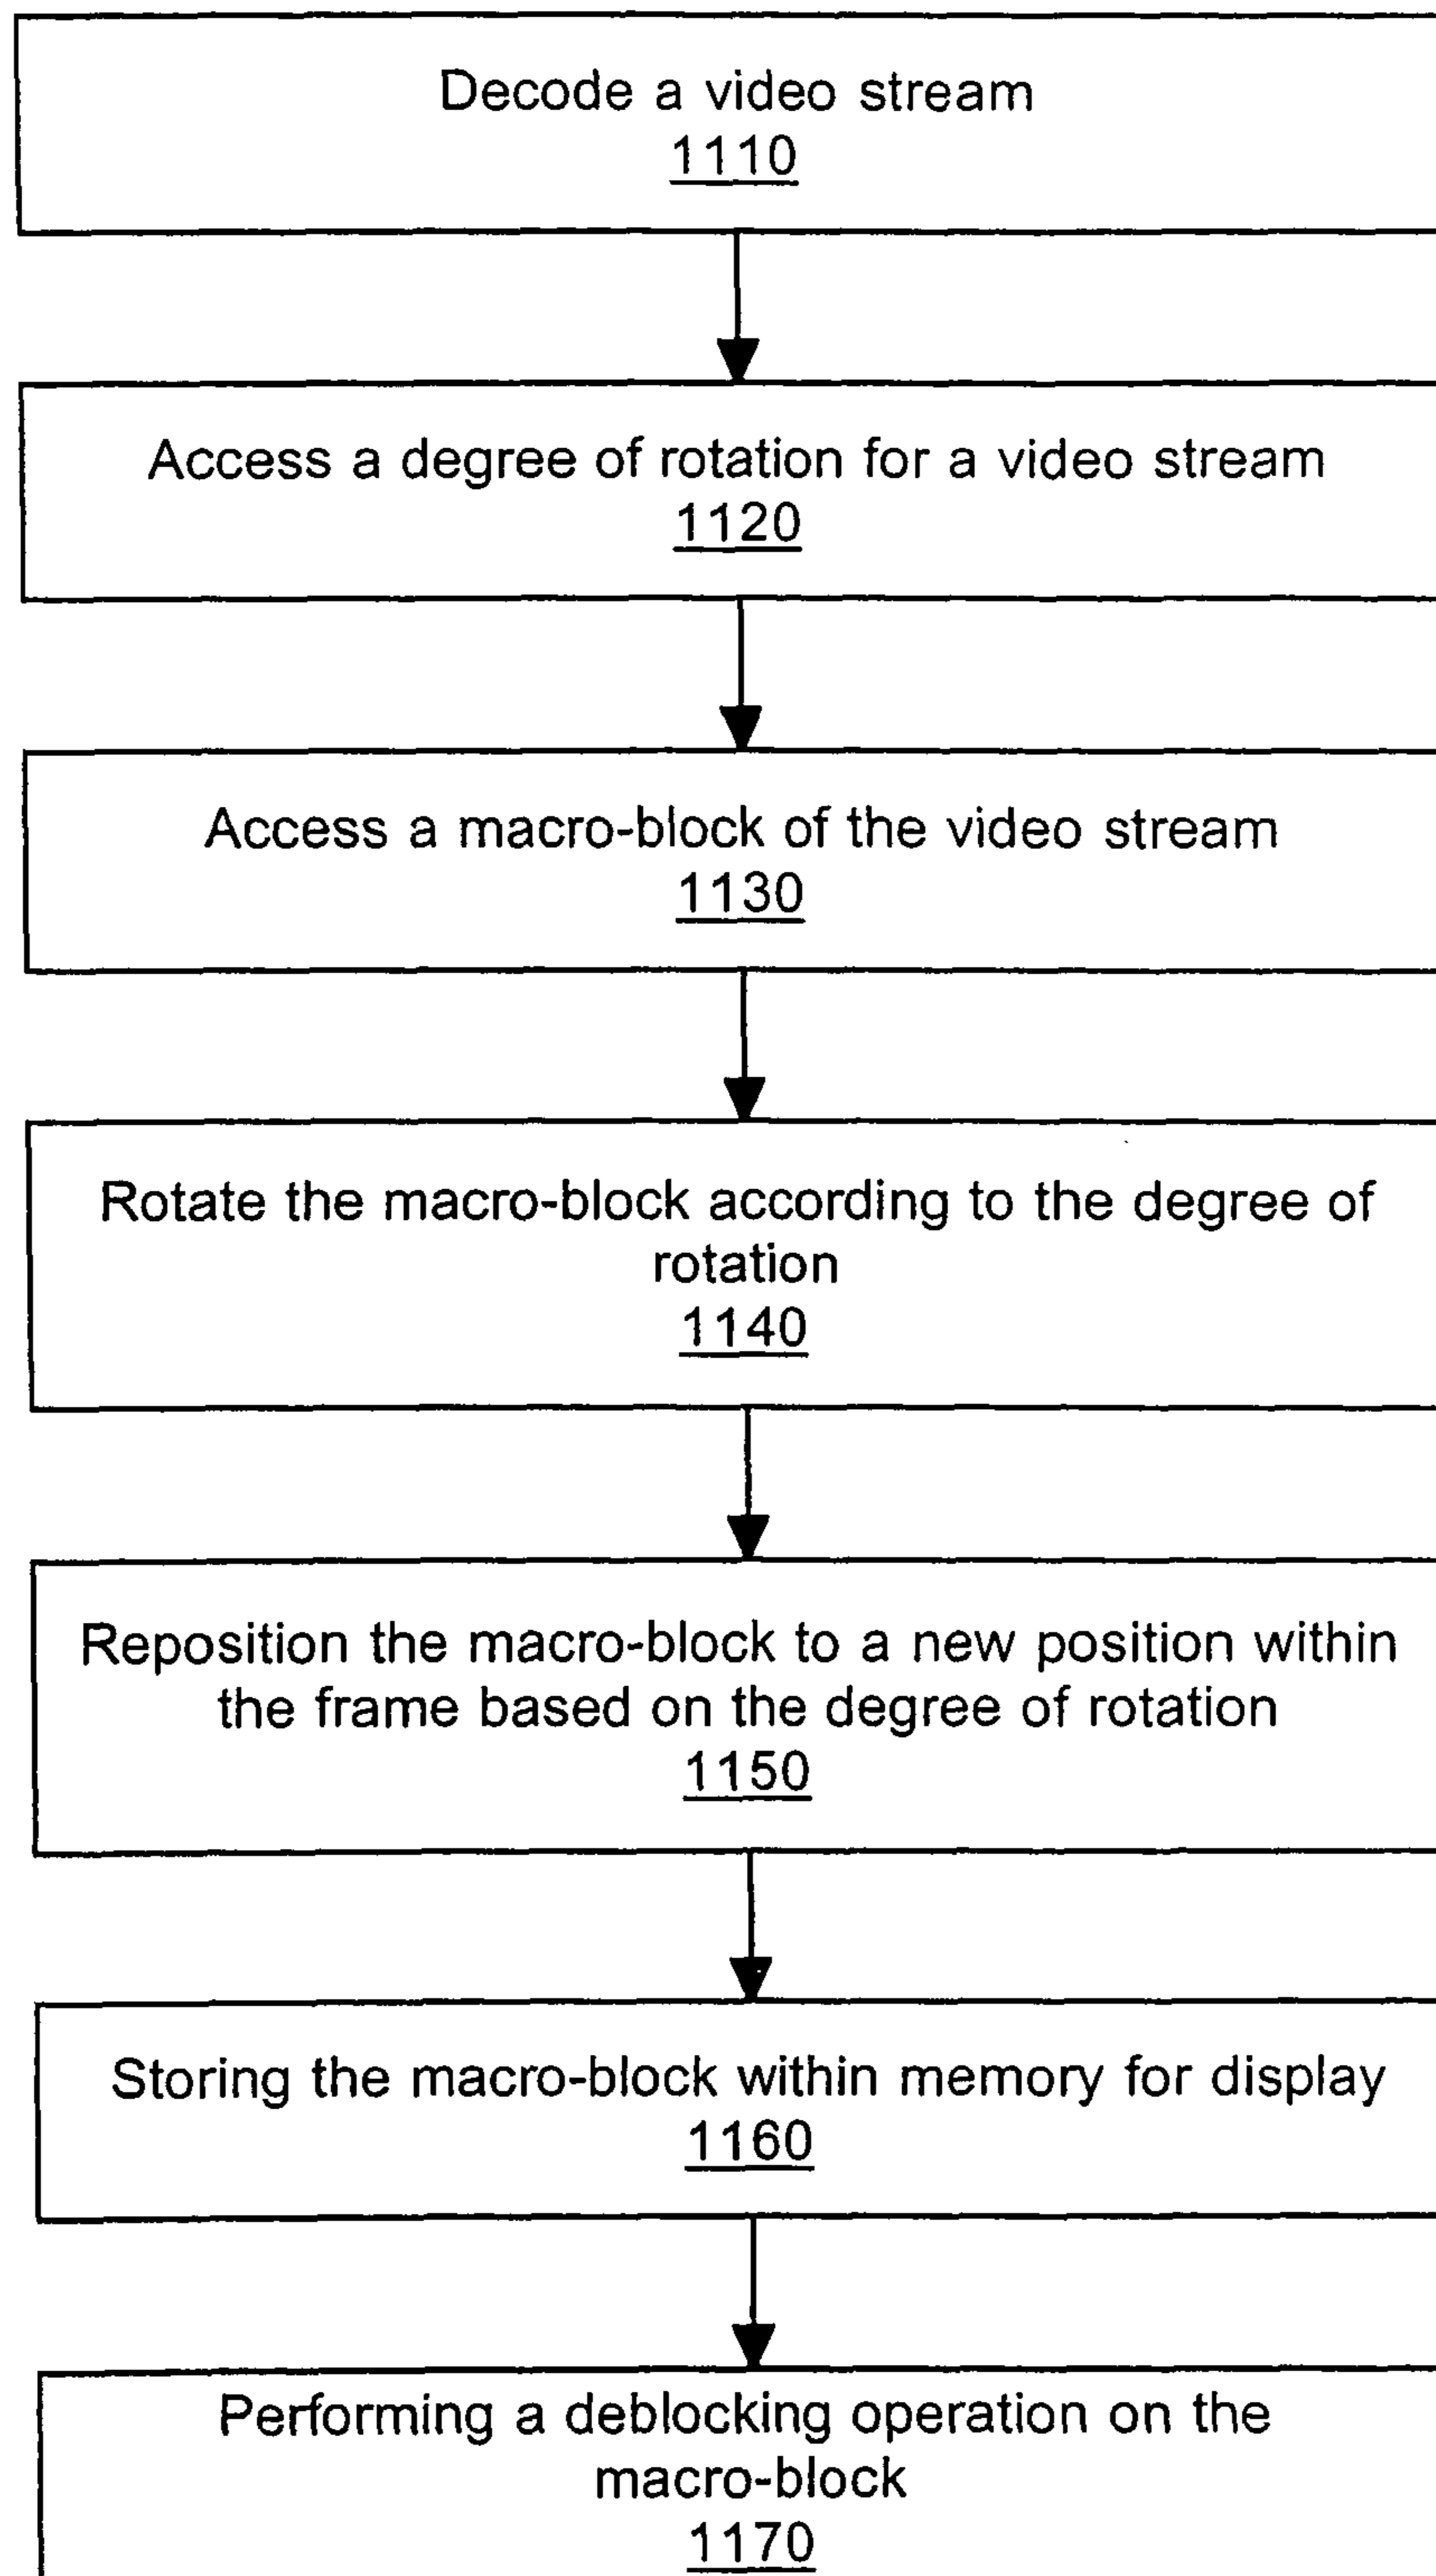 Decode a video stream
1110
Access a degree of rotation for a video stream
1120
Access a macro-block of the video stream
1130
Rotate the macro-block according to the degree of
rotation
1140
Reposition the macro-block to a new position within
the frame based on the degree of rotation
1150
Storing the macro-block within memory for display
1160
Performing a deblocking operation on the
macro-block
1170